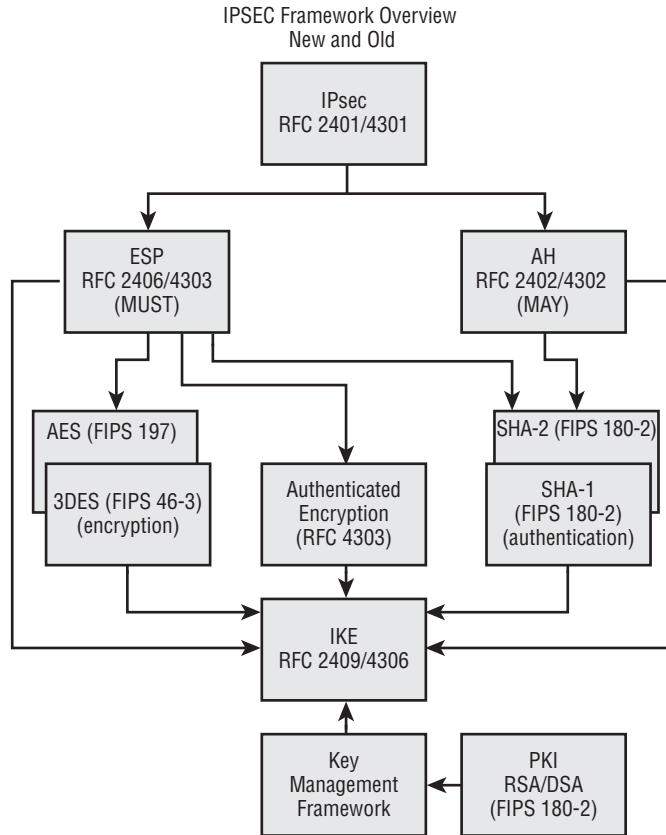 IPSEC Framework Overview
New and Old
IPsec
RFC 2401/4301
ESP
RFC 2406/4303
(MUST)
AH
RFC 2402/4302
(MAY)
AES (FIPS 197)
3DES (FIPS 46-3)
(encryption)
Authenticated
Encryption
(RFC 4303)
SHA-2 (FIPS 180-2)
SHA-1
(FIPS 180-2)
(authentication)
IKE
RFC 2409/4306
Key
Management
Framework
PKI
RSA/DSA
(FIPS 180-2)